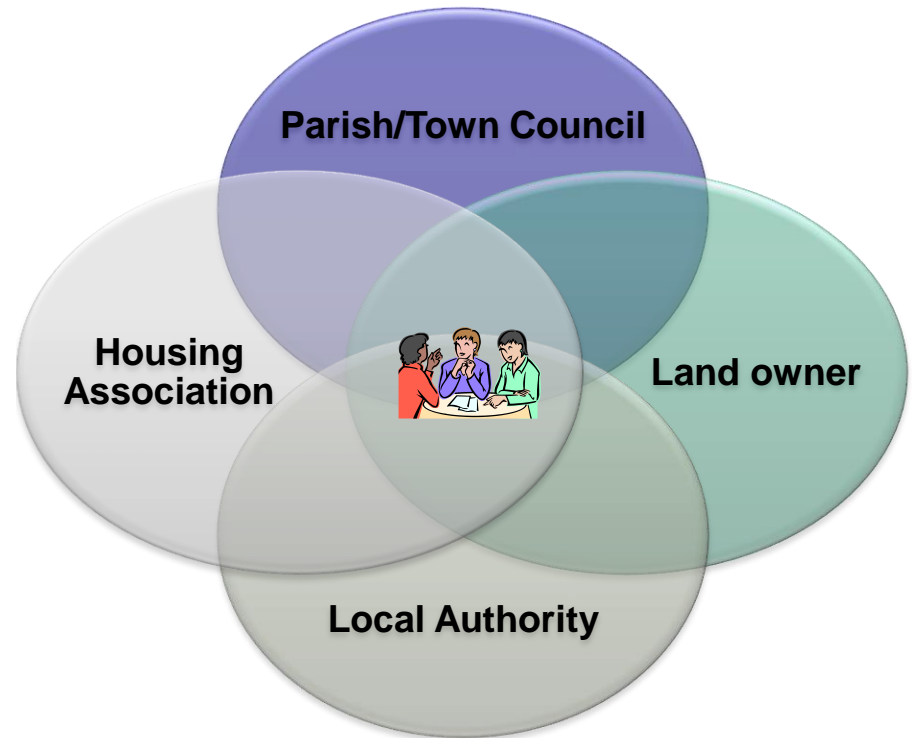 Parish/Town Council
Housing
Association
Land owner
Local Authority